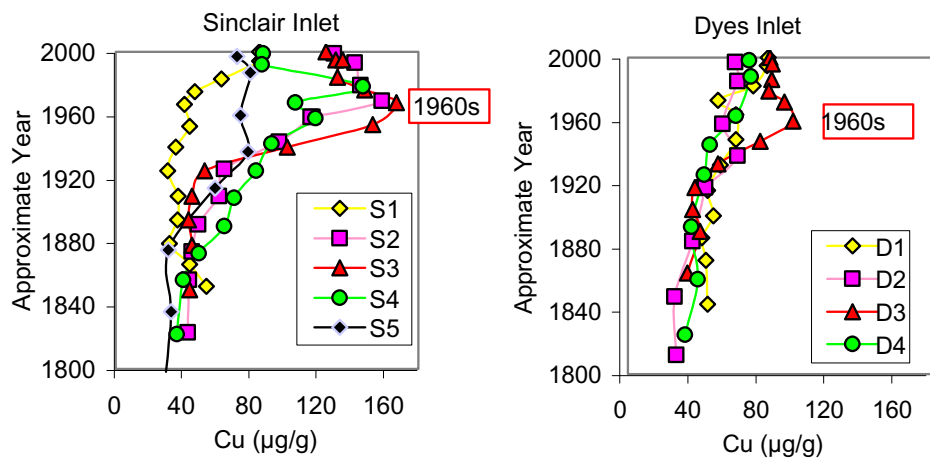 Sinclair Inlet
2000
1960
1920
1880
1840
1800
Approximate Year
0
40
80
120
160
Cu (µg/g)
1960s
S1
S2
S3
S4
S5
Dyes Inlet
2000
1960
1920
1880
1840
1800
Approximate Year
0
40
80
120
160
Cu (µg/g)
1960s
D1
D2
D3
D4